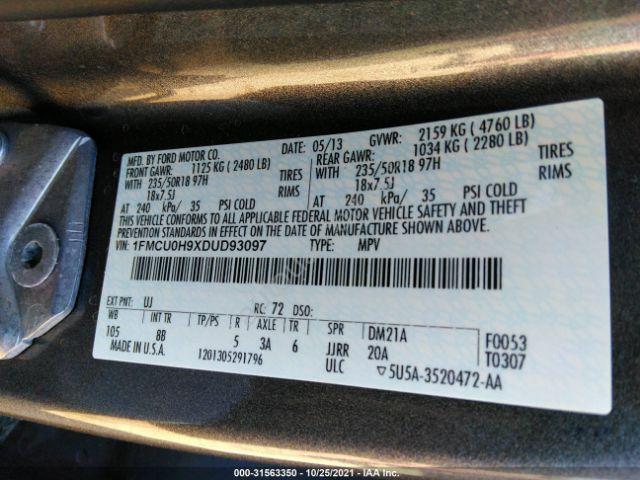 MFD. BY FORD MOTOR CO.
DATE: 05/13 GVWR: 2159 KG ( 4760 LB)
FRONT GAWR: 1125 KG ( 2480 LB) REAR GAWR: 1034 KG ( 2280 LB)
WITH 235/50R18 97H TIRES WITH 235/50R18 97H TIRES
18x7.5J RIMS 18x7.5J RIMS
AT 240 kPa/ 35 PSI COLD AT 240 kPa/ 35 PSI COLD
THIS VEHICLE CONFORMS TO ALL APPLICABLE FEDERAL MOTOR VEHICLE SAFETY AND THEFT
PREVENTION STANDARDS IN EFFECT ON THE DATE OF MANUFACTURE SHOWN ABOVE.
VIN: 1FMCU0H9XDUD93097 TYPE: MPV
EXT PNT: UJ RC: 72 DSO:
WB INT TR TP/PS R AXLE TR SPR DM21A F0053
105 8B 5 3A 6 JJRR 20A T0307
MADE IN U.S.A. 1201305291796 ULC 5U5A-3520472-AA
000-31563350 | 10/25/2021 - IAA Inc.